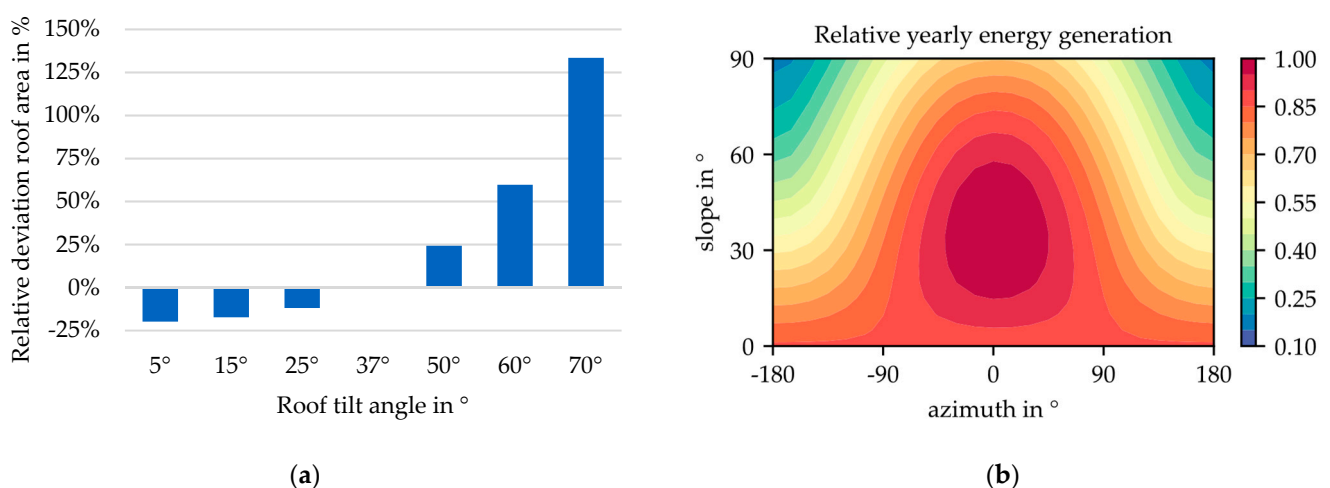 150%
125%
100%
75%
50%
25%
0%
-25%
Relative deviation roof area in %
5° 15° 25° 37° 50° 60° 70°
Roof tilt angle in °
(a)
Relative yearly energy generation
90
60
30
0
slope in °
-180 -90 0 90 180
azimuth in °
1.00
0.85
0.70
0.55
0.40
0.25
0.10
(b)